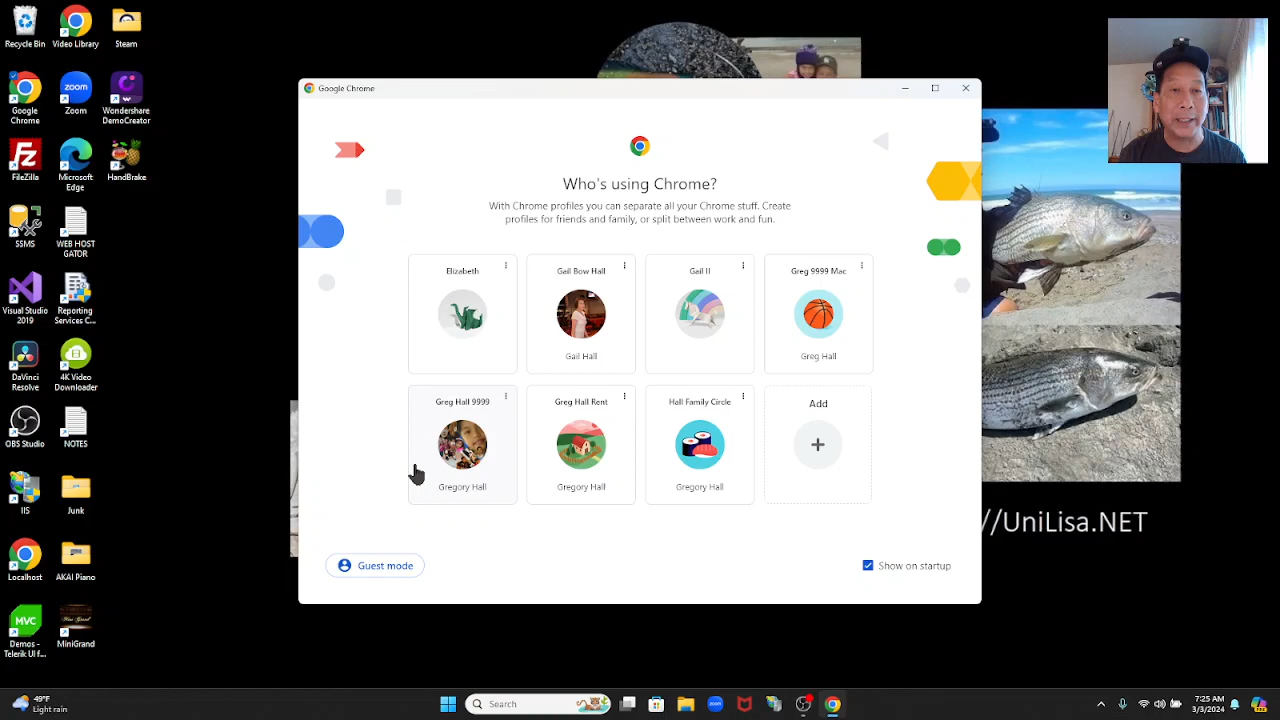 Recycle Bin
Video Library
Steam
Google Chrome
Zoom
Wondershare DemoCreator
FileZilla
Microsoft Edge
HandBrake
SSMS
WEB HOST GATOR
Visual Studio 2019
Reporting Services C...
DaVinci Resolve
4K Video Downloader
OBS Studio
NOTES
IIS
Junk
Localhost
AKAI Piano
MVC
Demos - Telerik UI f...
MiniGrand
Google Chrome
Who's using Chrome?
With Chrome profiles you can separate all your Chrome stuff. Create
profiles for friends and family, or split between work and fun.
Elizabeth
Gail Bow Hall
Gail II
Greg 9999 Mac
Gail Hall
Greg Hall
Greg Hall 9999
Greg Hall Rent
Hall Family Circle
Add
Gregory Hall
Gregory Hall
Gregory Hall
Guest mode
Show on startup
//UniLisa.NET
49°F
Light rain
Search
zoom
7:25 AM
3/3/2024